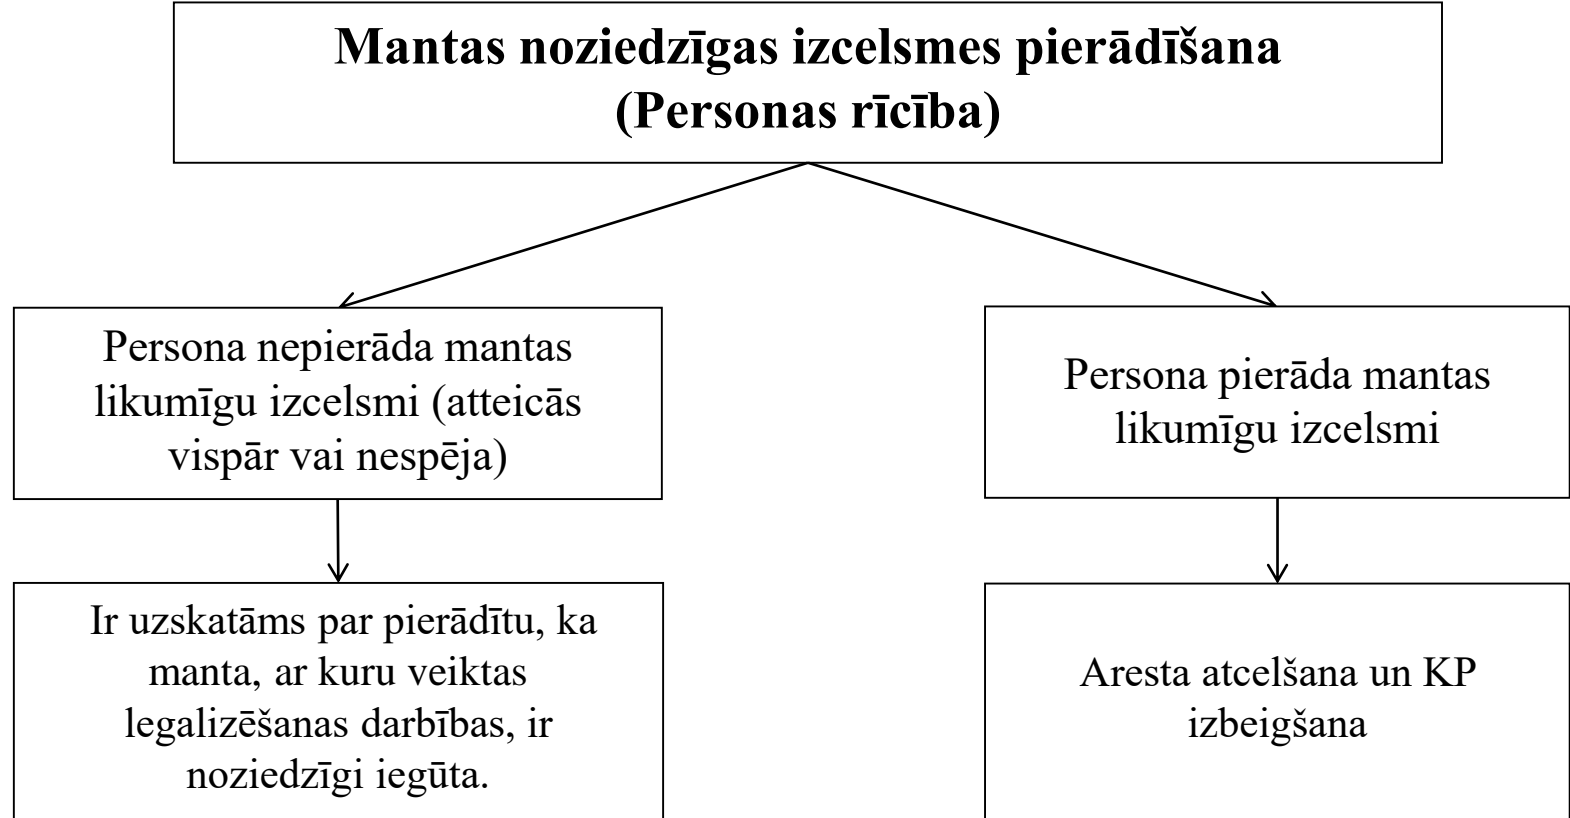 Mantas noziedzīgas izcelsmes pierādīšana
(Personas rīcība)
Persona nepierāda mantas
likumīgu izcelsmi (atteicās
vispār vai nespēja)
Persona pierāda mantas
likumīgu izcelsmi
Ir uzskatāms par pierādītu, ka
manta, ar kuru veiktas
legalizēšanas darbības, ir
noziedzīgi iegūta.
Aresta atcelšana un KP
izbeigšana